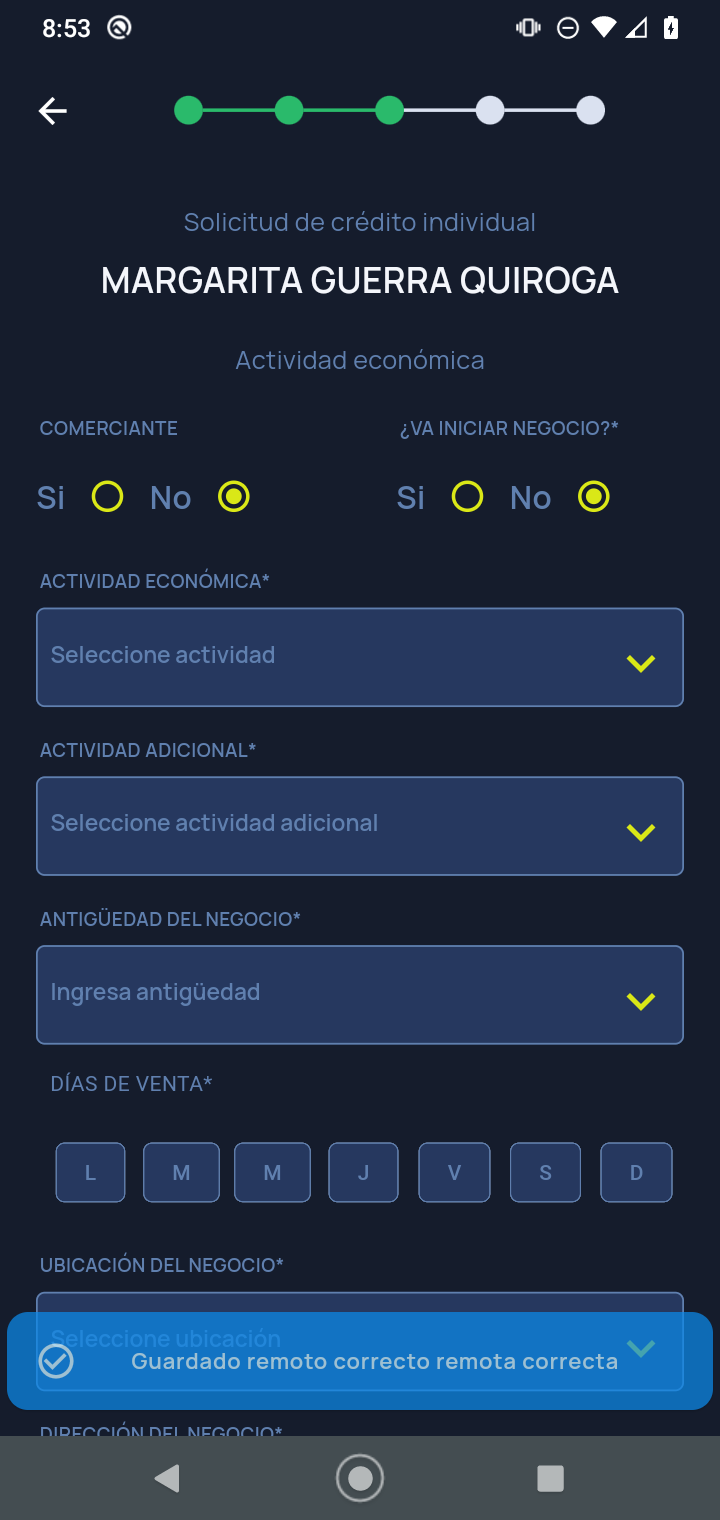 8:53
Solicitud de crédito individual
MARGARITA GUERRA QUIROGA
Actividad económica
COMERCIANTE
¿VA INICIAR NEGOCIO?*
Si No
Si No
ACTIVIDAD ECONÓMICA*
Seleccione actividad
ACTIVIDAD ADICIONAL*
Seleccione actividad adicional
ANTIGÜEDAD DEL NEGOCIO*
Ingresa antigüedad
DÍAS DE VENTA*
L M M J V S D
UBICACIÓN DEL NEGOCIO*
Seleccione ubicación
Guardado remoto correcto remota correcta
DIRECCIÓN DEL NEGOCIO*